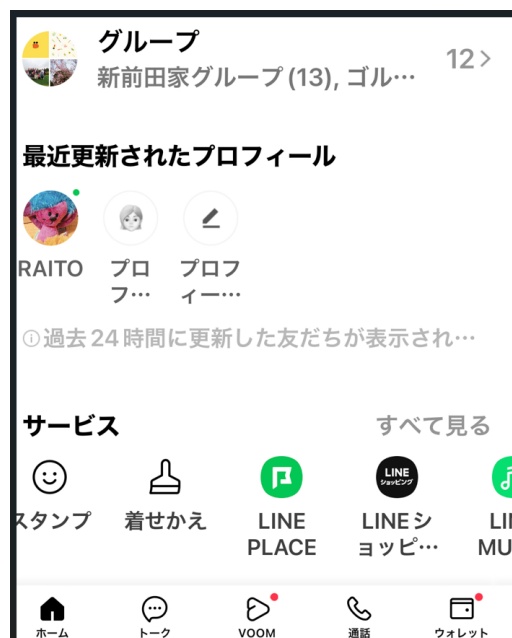 グループ
新前田家グループ(13), ゴル…
12
最近更新されたプロフィール
RAITO
プロフ…
プロフィー…
過去24時間に更新した友だちが表示され…
サービス
すべて見る
スタンプ
着せかえ
LINE
PLACE
LINE
ショッピング
LINEシ
ョッピ…
LI
MU
ホーム
トーク
VOOM
通話
ウォレット